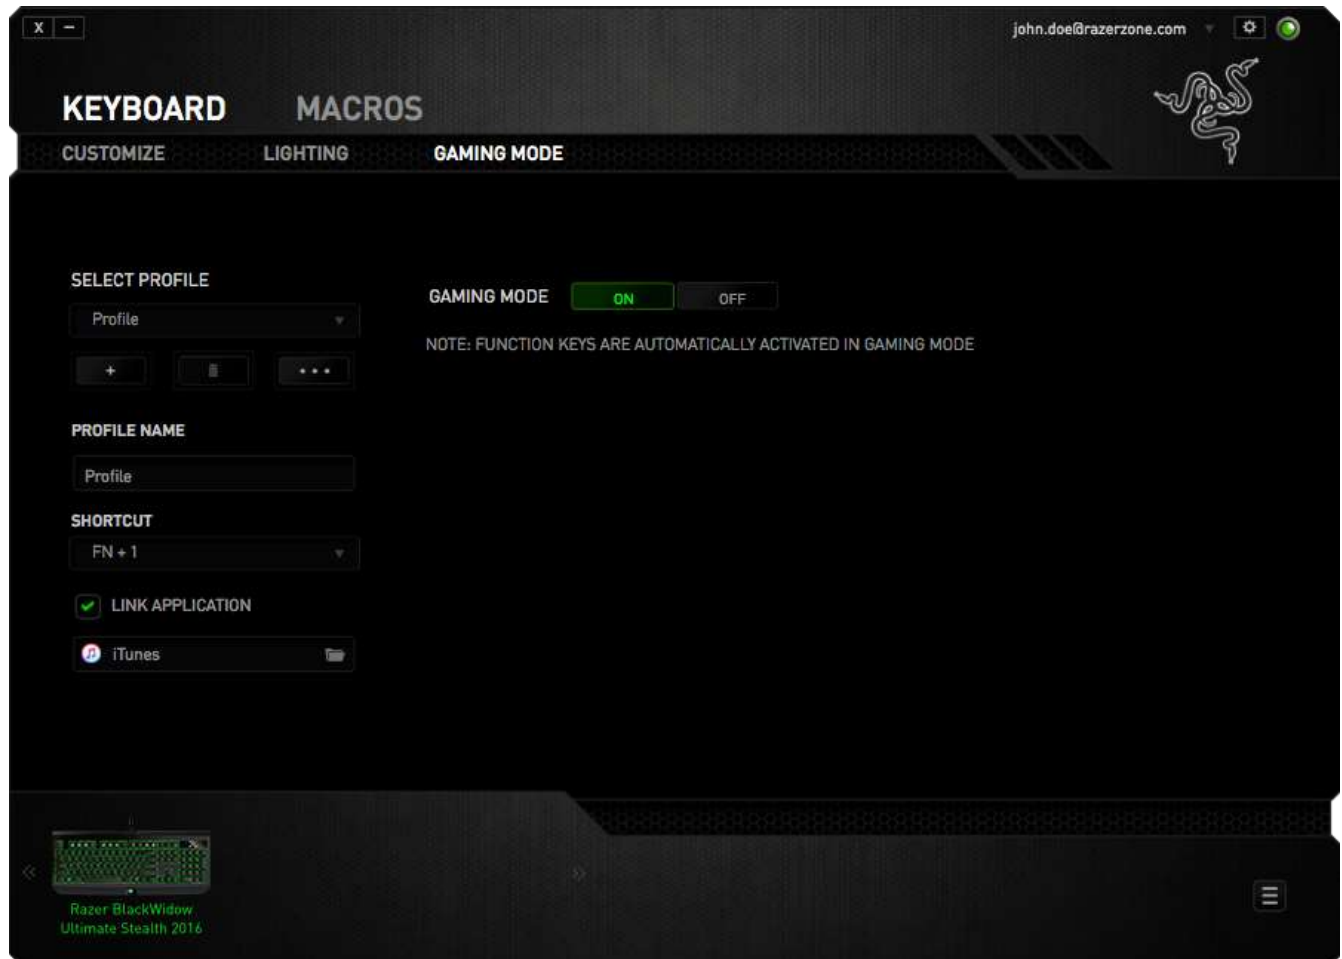 X –
john.doe@razerzone.com
KEYBOARD MACROS
CUSTOMIZE LIGHTING GAMING MODE
SELECT PROFILE
Profile
+ •••
GAMING MODE ON OFF
NOTE: FUNCTION KEYS ARE AUTOMATICALLY ACTIVATED IN GAMING MODE
PROFILE NAME
Profile
SHORTCUT
FN + 1
LINK APPLICATION
iTunes
Razer BlackWidow
Ultimate Stealth 2016